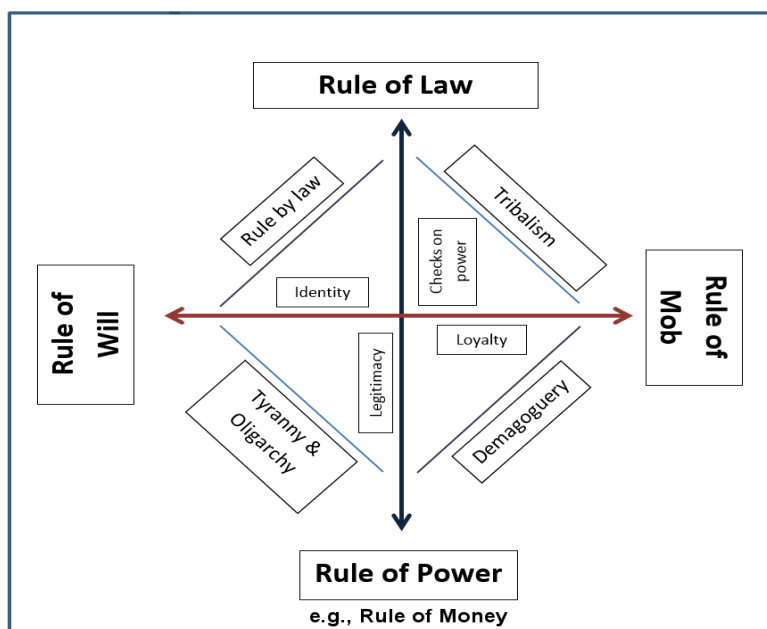 Rule of Law
Rule by law
Tribalism
Checks on
power
Identity
Rule of
Will
Rule of
Mob
Loyalty
Legitimacy
Tyranny &
Oligarchy
Demagoguery
Rule of Power
e.g., Rule of Money